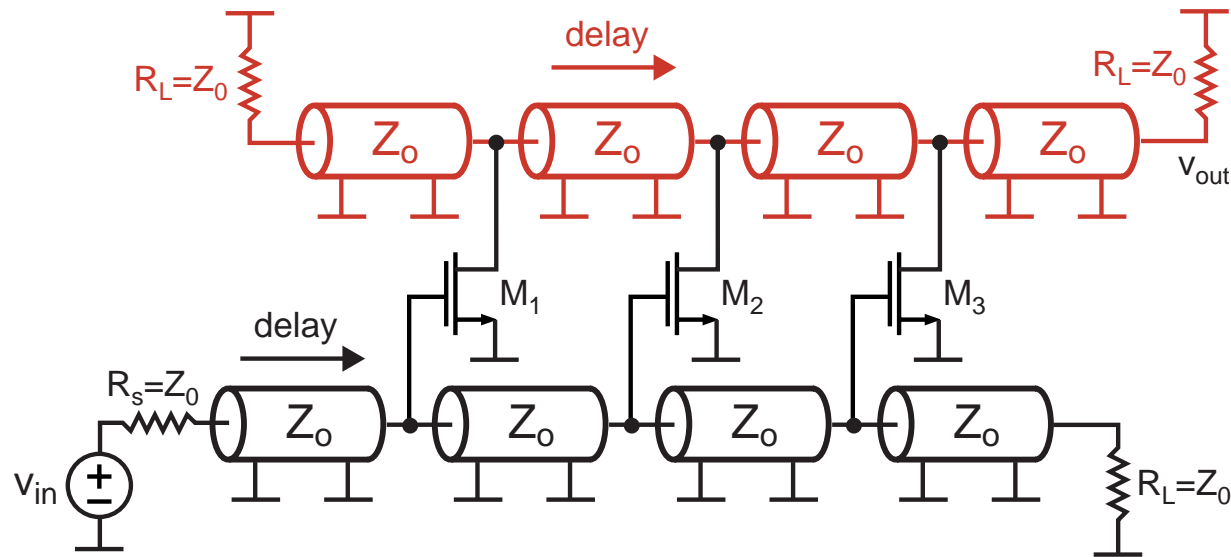 delay
R_L=Z_0
R_L=Z_0
Z_o
Z_o
Z_o
Z_o
v_out
M_1
M_2
M_3
delay
R_s=Z_0
Z_o
Z_o
Z_o
Z_o
v_in
+
–
R_L=Z_0